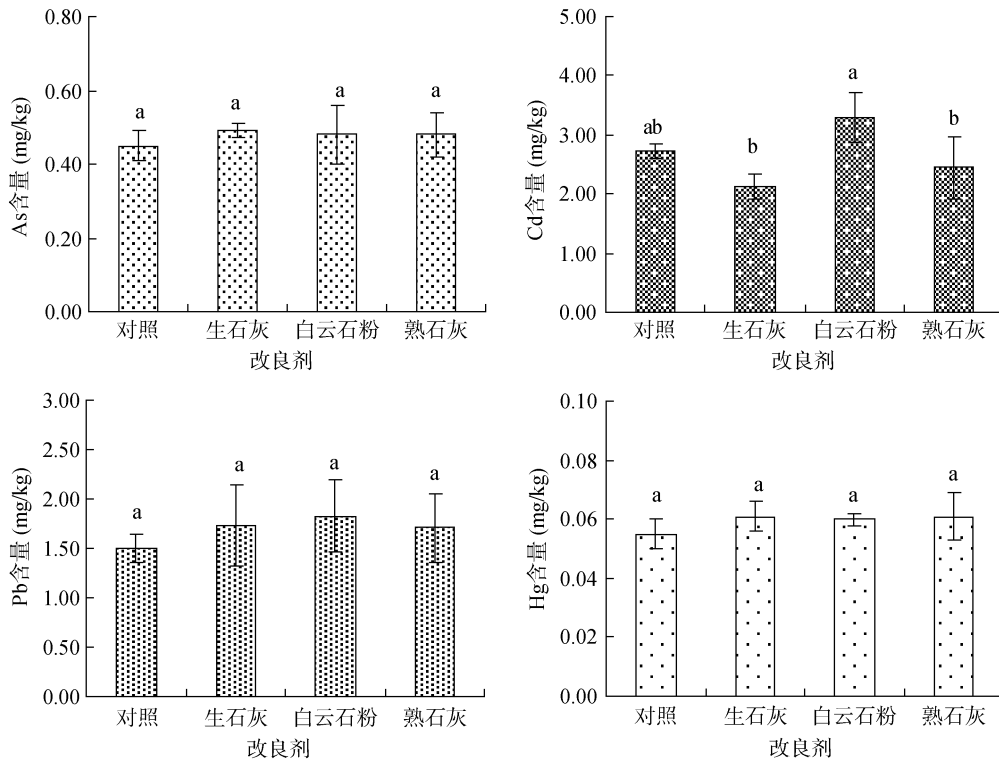 As含量 (mg/kg)
0.80
0.60
0.40
0.20
0.00
a
a
a
a
对照
生石灰
白云石粉
熟石灰
改良剂
Cd含量 (mg/kg)
5.00
4.00
3.00
2.00
1.00
0.00
ab
b
a
b
对照
生石灰
白云石粉
熟石灰
改良剂
Pb含量 (mg/kg)
3.00
2.50
2.00
1.50
1.00
0.50
0.00
a
a
a
a
对照
生石灰
白云石粉
熟石灰
改良剂
Hg含量 (mg/kg)
0.10
0.08
0.06
0.04
0.02
0.00
a
a
a
a
对照
生石灰
白云石粉
熟石灰
改良剂